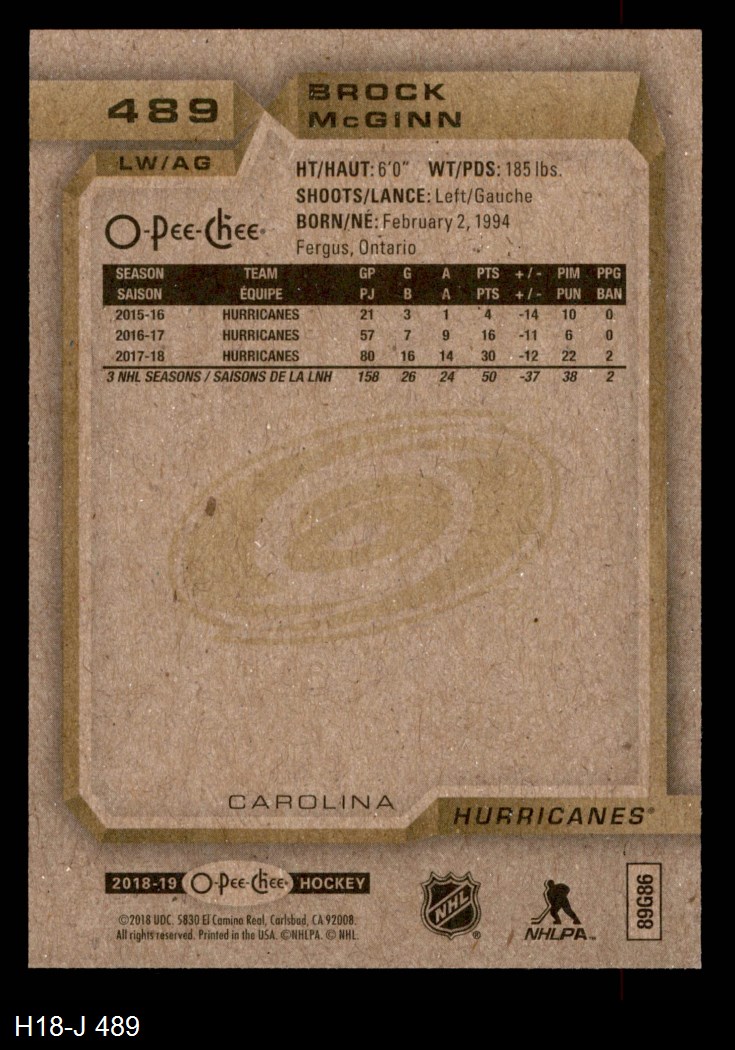 489
BROCK
McGINN
LW/AG
HT/HAUT: 6'0" WT/PDS: 185 lbs.
SHOOTS/LANCE: Left/Gauche
BORN/NÉ: February 2, 1994
Fergus, Ontario
O-Pee-Chee
SEASON TEAM GP G A PTS +/- PIM PPG
SAISON ÉQUIPE PJ B A PTS +/- PUN BAN
2015-16 HURRICANES 21 3 1 4 -14 10 0
2016-17 HURRICANES 57 7 9 16 -11 6 0
2017-18 HURRICANES 80 16 14 30 -12 22 2
3 NHL SEASONS / SAISONS DE LA LNH 158 26 24 50 -37 38 2
CAROLINA
HURRICANES
2018-19 O-Pee-Chee HOCKEY
©2018 UDC. 5830 El Camino Real, Carlsbad, CA 92008.
All rights reserved. Printed in the USA. ©NHLPA. © NHL.
NHL
NHLPA
89G86
H18-J 489